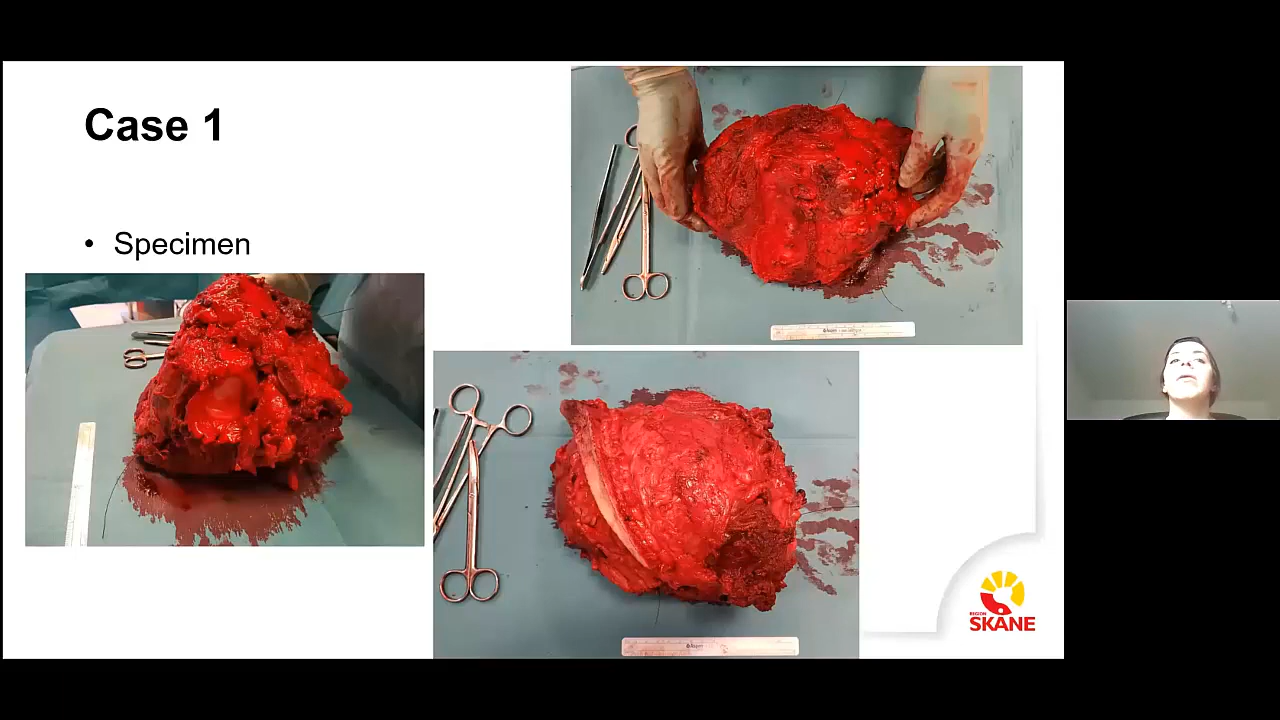 Case 1
• Specimen
REGION
SKÅNE